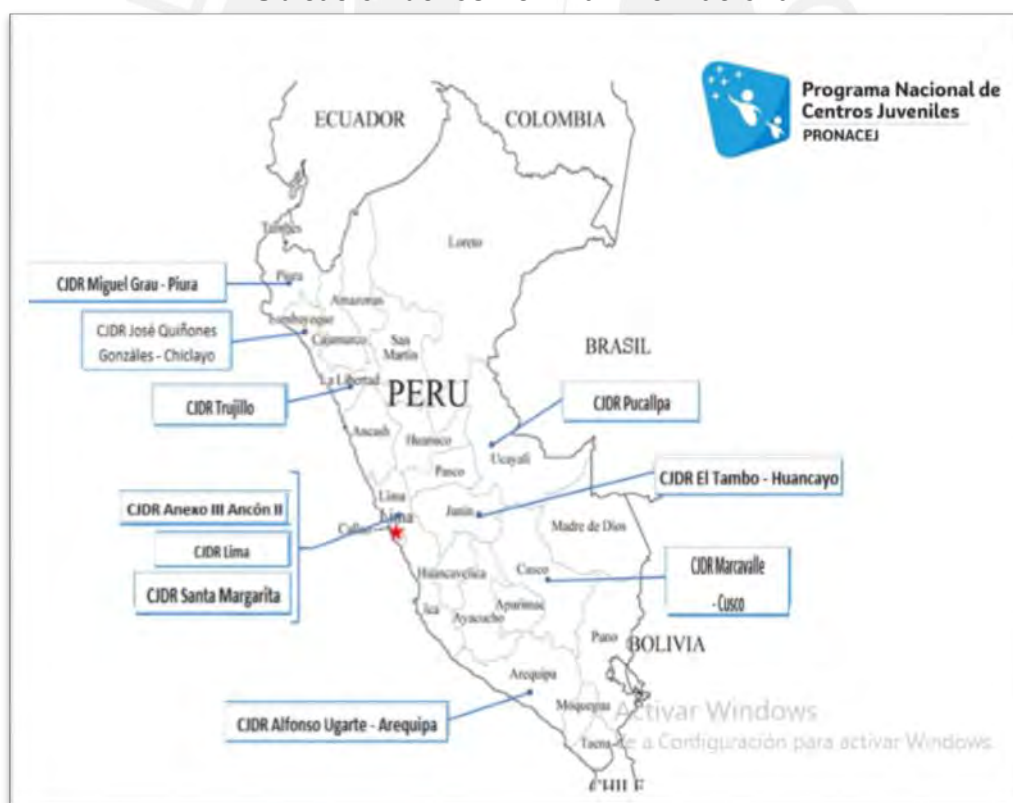 Programa Nacional de
Centros Juveniles
PRONACEJ
ECUADOR
COLOMBIA
Tumbes
Loreto
Piura
CJDR Miguel Grau - Piura
Amazonas
Lambayeque
CJDR José Quiñones
Gonzáles - Chiclayo
Cajamarca
San
Martín
BRASIL
La Libertad
PERU
CJDR Trujillo
CJDR Pucallpa
Ancash
Huanuco
Ucayali
Pasco
CJDR El Tambo - Huancayo
Lima
CJDR Anexo III Ancón II
Lima
Junín
Callao
Madre de Dios
CJDR Lima
CJDR Santa Margarita
Huancavelica
Cusco
CJDR Marcavalle
- Cusco
Ica
Ayacucho
Apurimac
Puno
BOLIVIA
Arequipa
CJDR Alfonso Ugarte - Arequipa
Moquegua
Activar Windows
Tacna
a Configuración para activar Windows.
CHILE